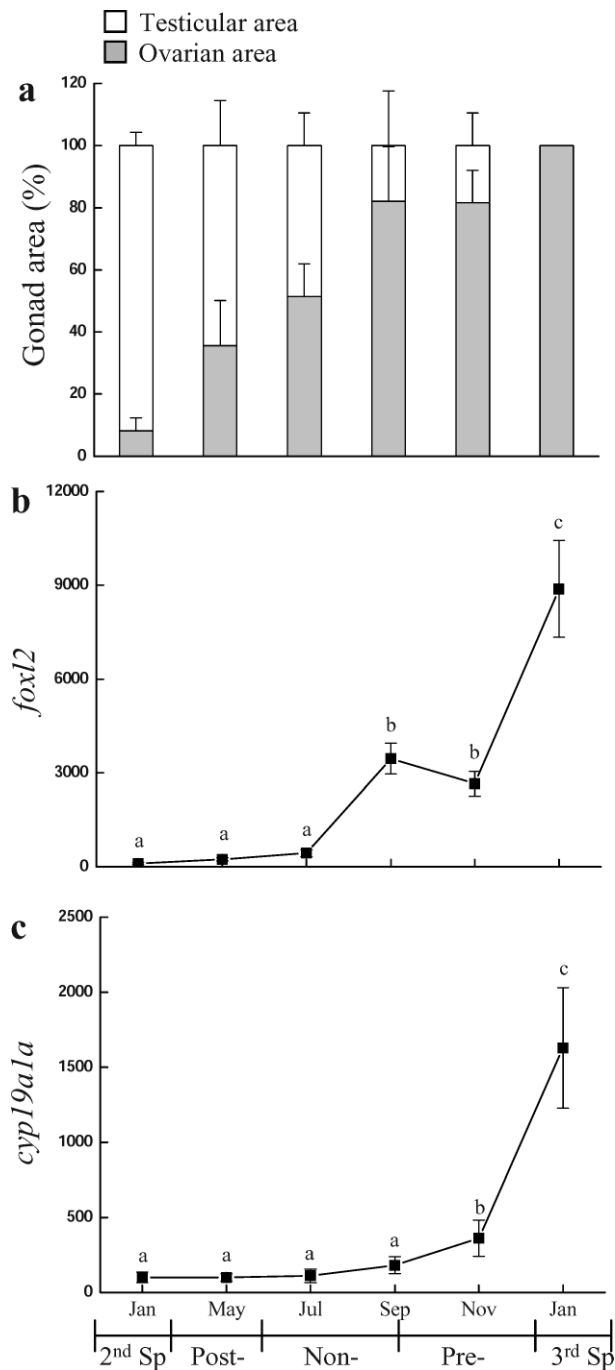 Testicular area
Ovarian area
a
Gonad area (%)
120
100
80
60
40
20
0
b
foxl2
12000
9000
6000
3000
0
a a a b b c
c
cyp19a1a
2500
2000
1500
1000
500
0
a a a a b c
Jan May Jul Sep Nov Jan
2nd Sp Post- Non- Pre- 3rd Sp